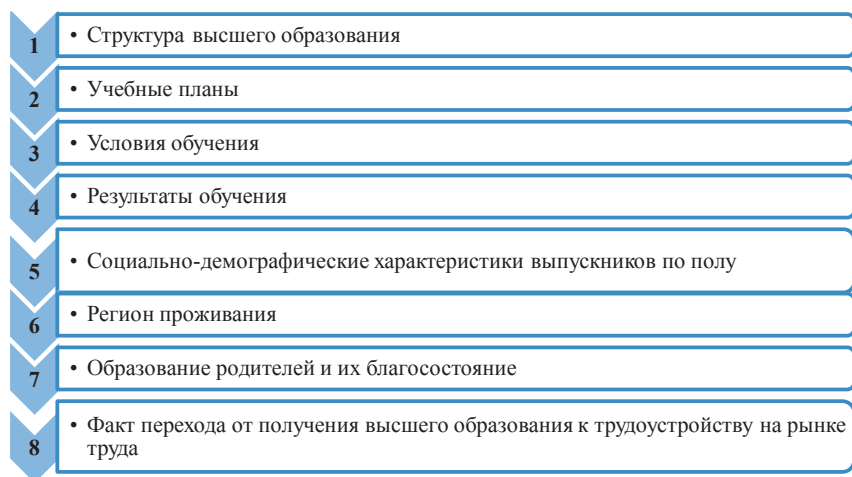 1
• Структура высшего образования
2
• Учебные планы
3
• Условия обучения
4
• Результаты обучения
5
• Социально-демографические характеристики выпускников по полу
6
• Регион проживания
7
• Образование родителей и их благосостояние
8
• Факт перехода от получения высшего образования к трудоустройству на рынке
труда